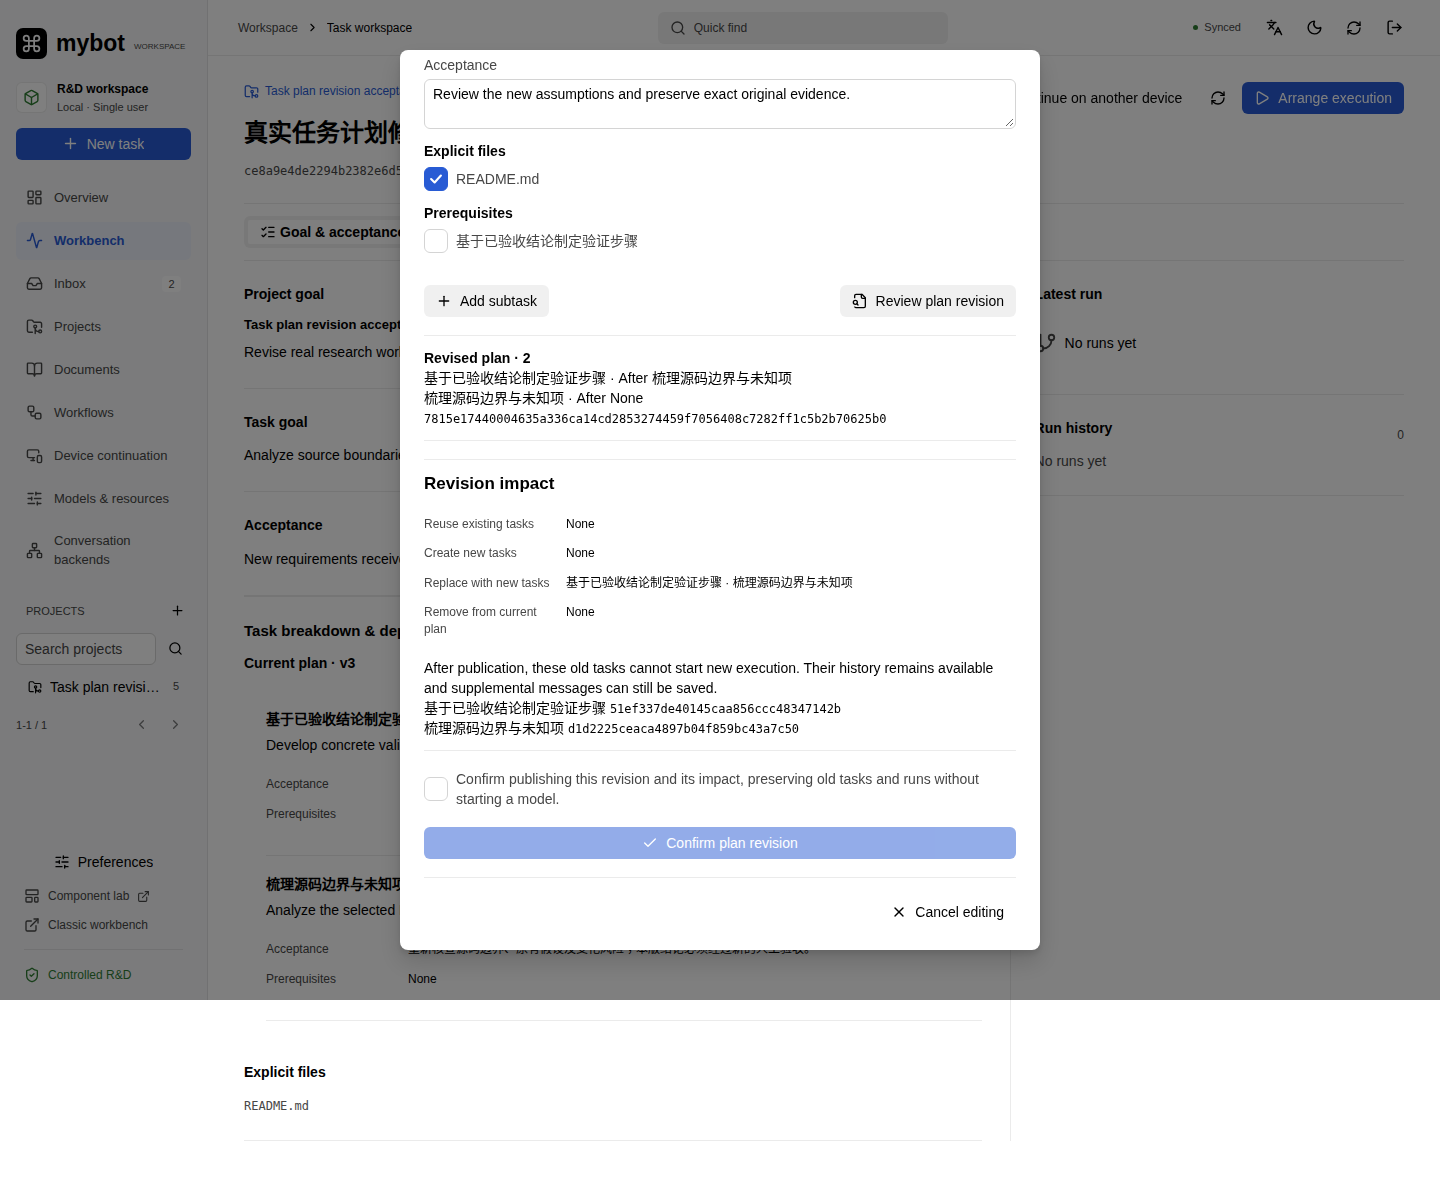 mybot WORKSPACE
R&D workspace
Local · Single user
New task
Overview
Workbench
Inbox 2
Projects
Documents
Workflows
Device continuation
Models & resources
Conversation
backends
PROJECTS
Search projects
Task plan revisi… 5
1-1 / 1
Preferences
Component lab
Classic workbench
Controlled R&D
Workspace Task workspace
Quick find
Synced
Task plan revision accept
tinue on another device
Arrange execution
真实任务计划
ce8a9e4de2294b2382e6d5
Goal & acceptance
Project goal
Task plan revision accept
Revise real research wor
Task goal
Analyze source boundari
Acceptance
New requirements receiv
Task breakdown & de
Current plan · v3
基于已验收结论制定验
Develop concrete vali
Acceptance
Prerequisites
梳理源码边界与未知项
Analyze the selected
Acceptance
Prerequisites None
Explicit files
README.md
Latest run
No runs yet
Run history 0
No runs yet
Acceptance
Review the new assumptions and preserve exact original evidence.
Explicit files
README.md
Prerequisites
基于已验收结论制定验证步骤
Add subtask
Review plan revision
Revised plan · 2
基于已验收结论制定验证步骤 · After 梳理源码边界与未知项
梳理源码边界与未知项 · After None
7815e17440004635a336ca14cd2853274459f7056408c7282ff1c5b2b70625b0
Revision impact
Reuse existing tasks None
Create new tasks None
Replace with new tasks 基于已验收结论制定验证步骤 · 梳理源码边界与未知项
Remove from current None
plan
After publication, these old tasks cannot start new execution. Their history remains available
and supplemental messages can still be saved.
基于已验收结论制定验证步骤 51ef337de40145caa856ccc48347142b
梳理源码边界与未知项 d1d2225ceaca4897b04f859bc43a7c50
Confirm publishing this revision and its impact, preserving old tasks and runs without
starting a model.
Confirm plan revision
Cancel editing